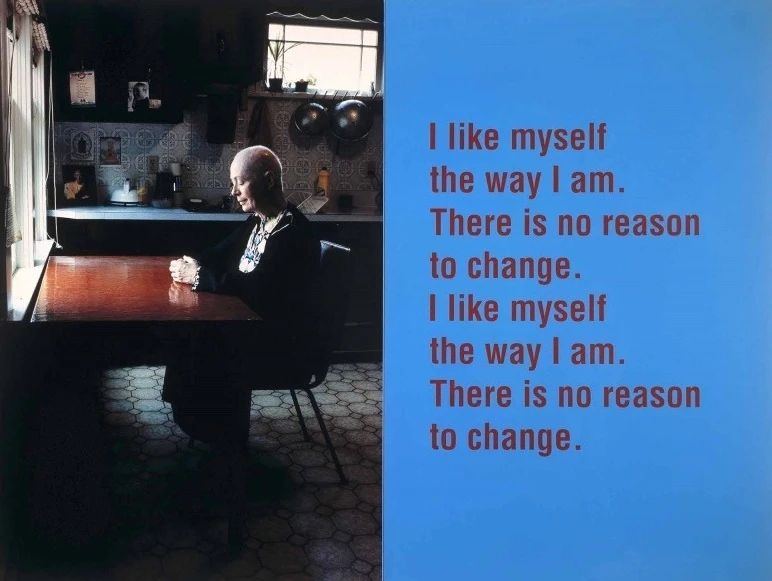 I like myself
the way I am.
There is no reason
to change.
I like myself
the way I am.
There is no reason
to change.